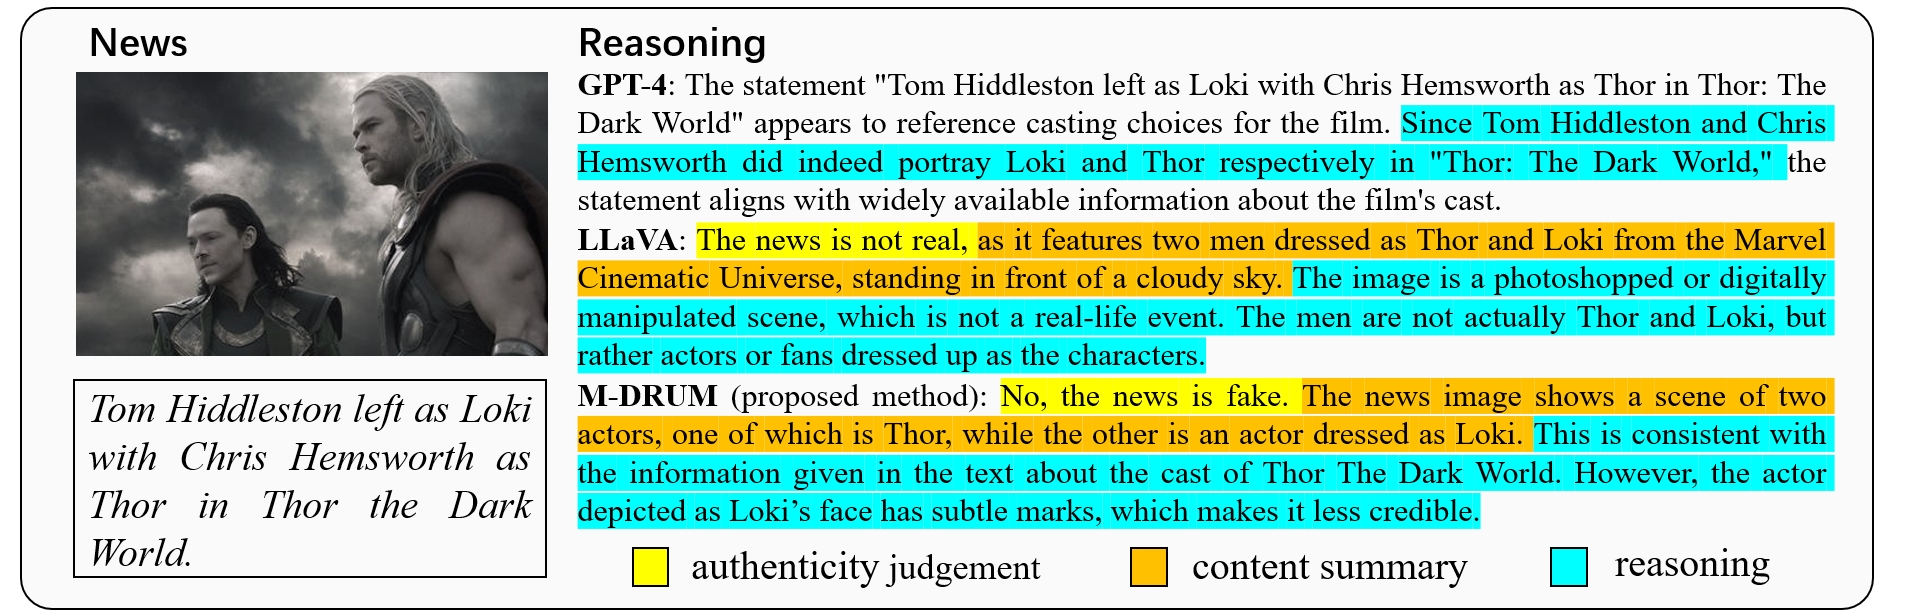 News
Tom Hiddleston left as Loki
with Chris Hemsworth as
Thor in Thor the Dark
World.
Reasoning
GPT-4: The statement "Tom Hiddleston left as Loki with Chris Hemsworth as Thor in Thor: The
Dark World" appears to reference casting choices for the film. Since Tom Hiddleston and Chris
Hemsworth did indeed portray Loki and Thor respectively in "Thor: The Dark World," the
statement aligns with widely available information about the film's cast.
LLaVA: The news is not real, as it features two men dressed as Thor and Loki from the Marvel
Cinematic Universe, standing in front of a cloudy sky. The image is a photoshopped or digitally
manipulated scene, which is not a real-life event. The men are not actually Thor and Loki, but
rather actors or fans dressed up as the characters.
M-DRUM (proposed method): No, the news is fake. The news image shows a scene of two
actors, one of which is Thor, while the other is an actor dressed as Loki. This is consistent with
the information given in the text about the cast of Thor The Dark World. However, the actor
depicted as Loki’s face has subtle marks, which makes it less credible.
authenticity judgement
content summary
reasoning